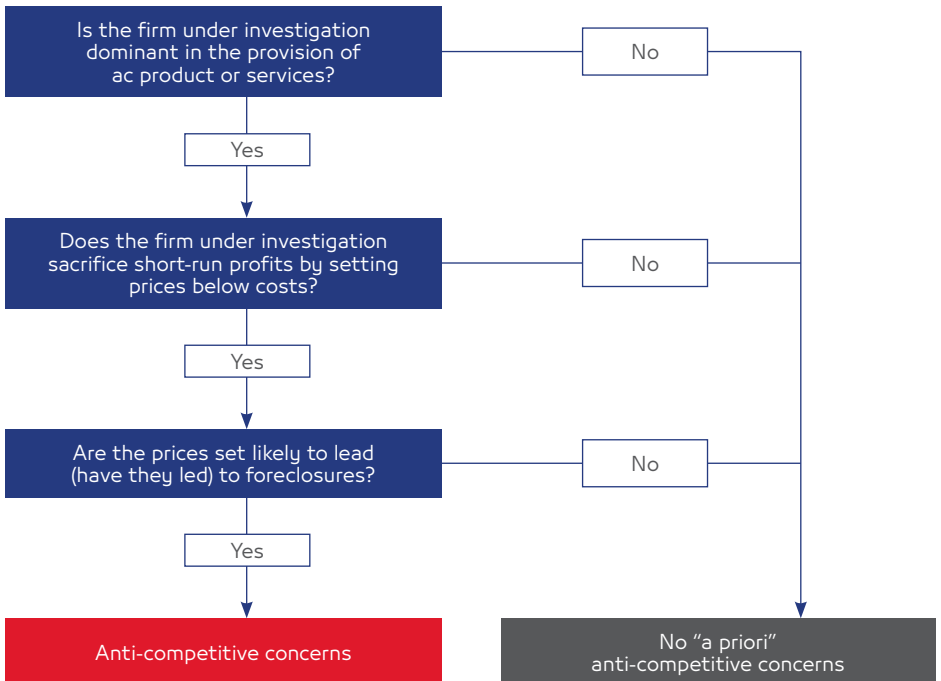 Is the firm under investigation
dominant in the provision of
ac product or services?
No
Yes
Does the firm under investigation
sacrifice short-run profits by setting
prices below costs?
No
Yes
Are the prices set likely to lead
(have they led) to foreclosures?
No
Yes
Anti-competitive concerns
No “a priori”
anti-competitive concerns